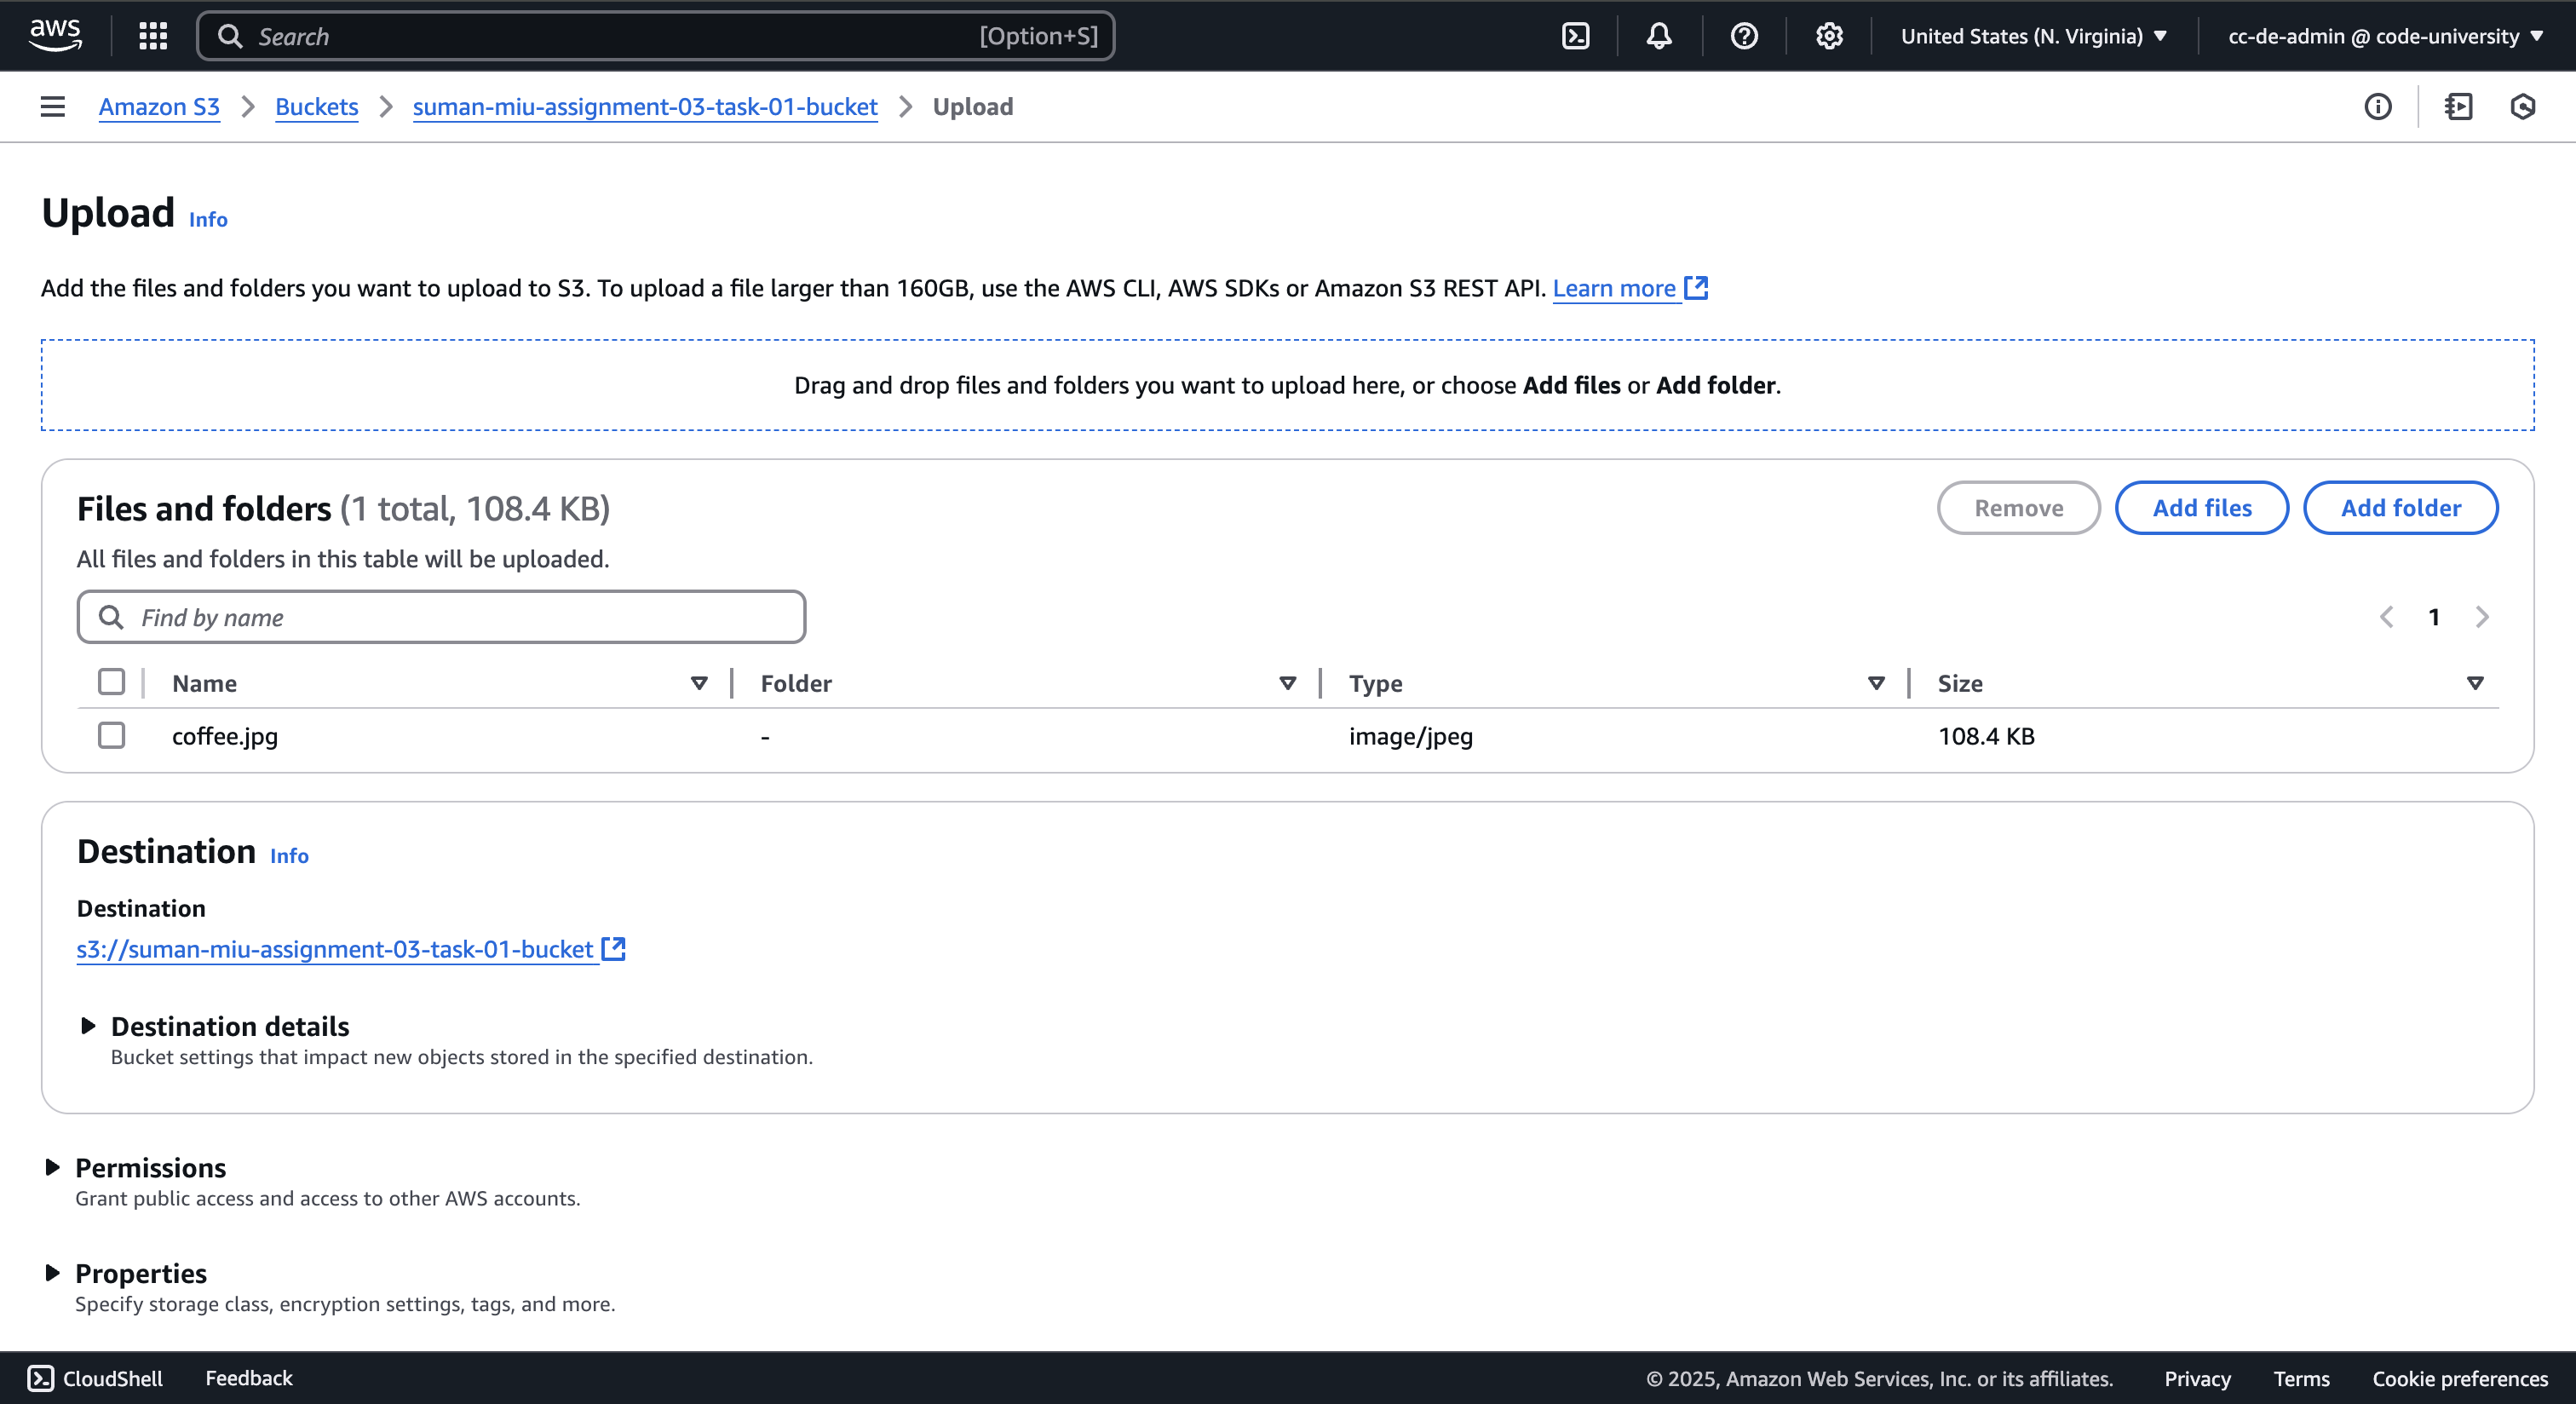 aws
Search [Option+S]
United States (N. Virginia)
cc-de-admin @ code-university
Amazon S3 > Buckets > suman-miu-assignment-03-task-01-bucket > Upload
Upload Info
Add the files and folders you want to upload to S3. To upload a file larger than 160GB, use the AWS CLI, AWS SDKs or Amazon S3 REST API. Learn more
Drag and drop files and folders you want to upload here, or choose Add files or Add folder.
Files and folders (1 total, 108.4 KB)
Remove
Add files
Add folder
All files and folders in this table will be uploaded.
Find by name
1
Name Folder Type Size
coffee.jpg - image/jpeg 108.4 KB
Destination Info
Destination
s3://suman-miu-assignment-03-task-01-bucket
Destination details
Bucket settings that impact new objects stored in the specified destination.
Permissions
Grant public access and access to other AWS accounts.
Properties
Specify storage class, encryption settings, tags, and more.
CloudShell Feedback © 2025, Amazon Web Services, Inc. or its affiliates. Privacy Terms Cookie preferences